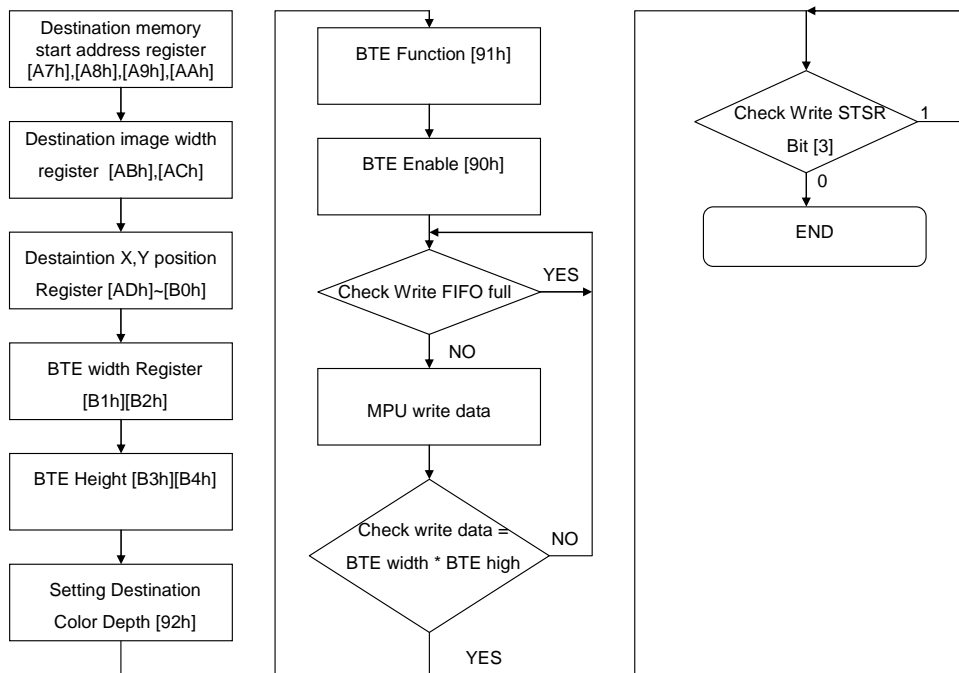 Destination memory
start address register
[A7h],[A8h],[A9h],[AAh]
Destination image width
register [ABh],[ACh]
Destaintion X,Y position
Register [ADh]~[B0h]
BTE width Register
[B1h][B2h]
BTE Height [B3h][B4h]
Setting Destination
Color Depth [92h]
BTE Function [91h]
BTE Enable [90h]
Check Write FIFO full
YES
NO
MPU write data
Check write data =
BTE width * BTE high
NO
YES
Check Write STSR
Bit [3]
1
0
END